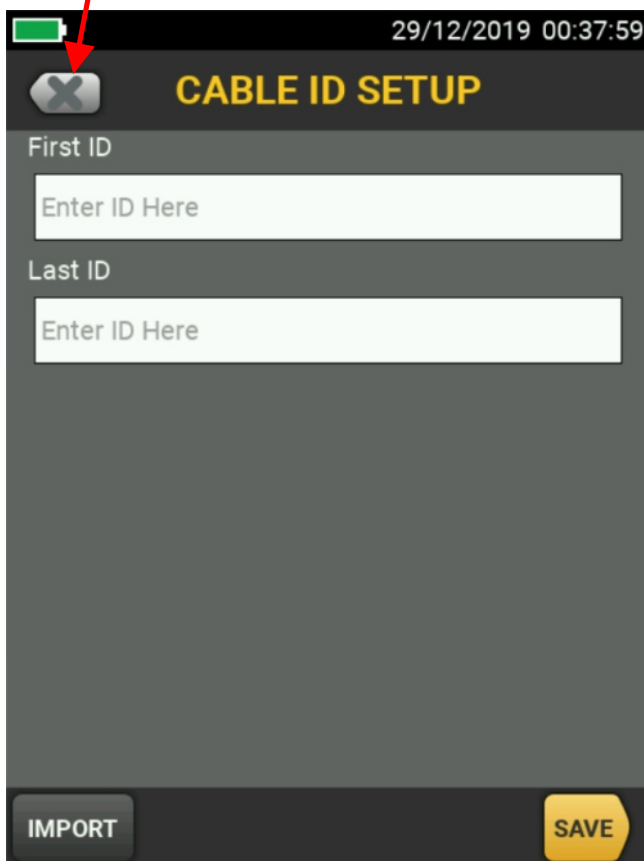 29/12/2019 00:37:59
CABLE ID SETUP
First ID
Enter ID Here
Last ID
Enter ID Here
IMPORT
SAVE